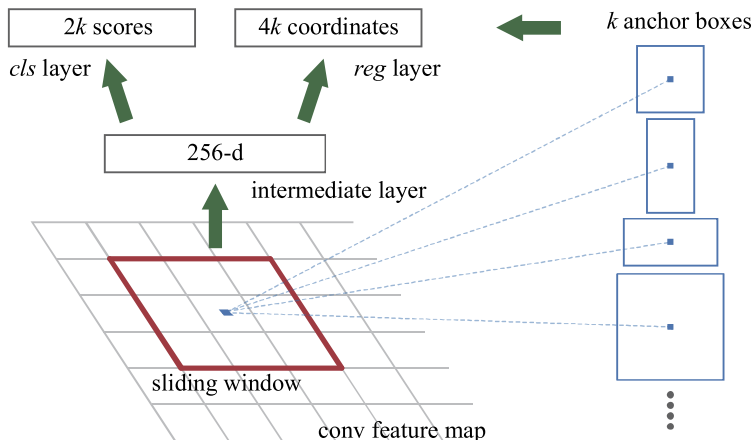 2k scores
4k coordinates
k anchor boxes
cls layer
reg layer
256-d
intermediate layer
sliding window
conv feature map